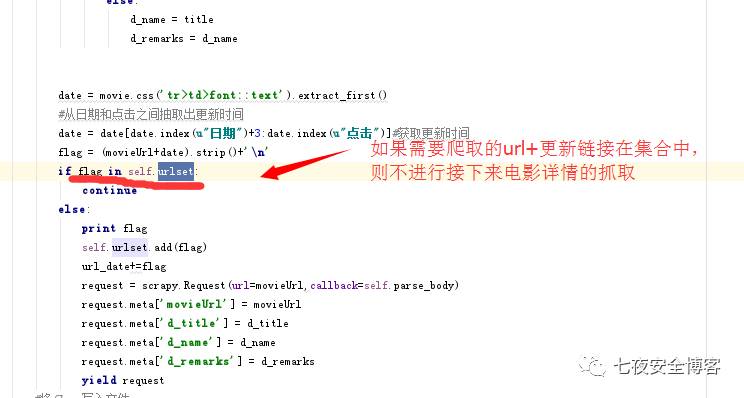 else:
d_name = title
d_remarks = d_name
date = movie.css('tr>td>font::text').extract_first()
#从日期和点击之间抽取出更新时间
date = date[date.index(u"日期")+3:date.index(u"点击")]#获取更新时间
flag = (movieUrl+date).strip()+'\n'
if flag in self.urlset:
continue
如果需要爬取的url+更新链接在集合中，
则不进行接下来电影详情的抓取
else:
print flag
self.urlset.add(flag)
url_date+=flag
request = scrapy.Request(url=movieUrl,callback=self.parse_body)
request.meta['movieUrl'] = movieUrl
request.meta['d_title'] = d_title
request.meta['d_name'] = d_name
request.meta['d_remarks'] = d_remarks
yield request
七夜安全博客